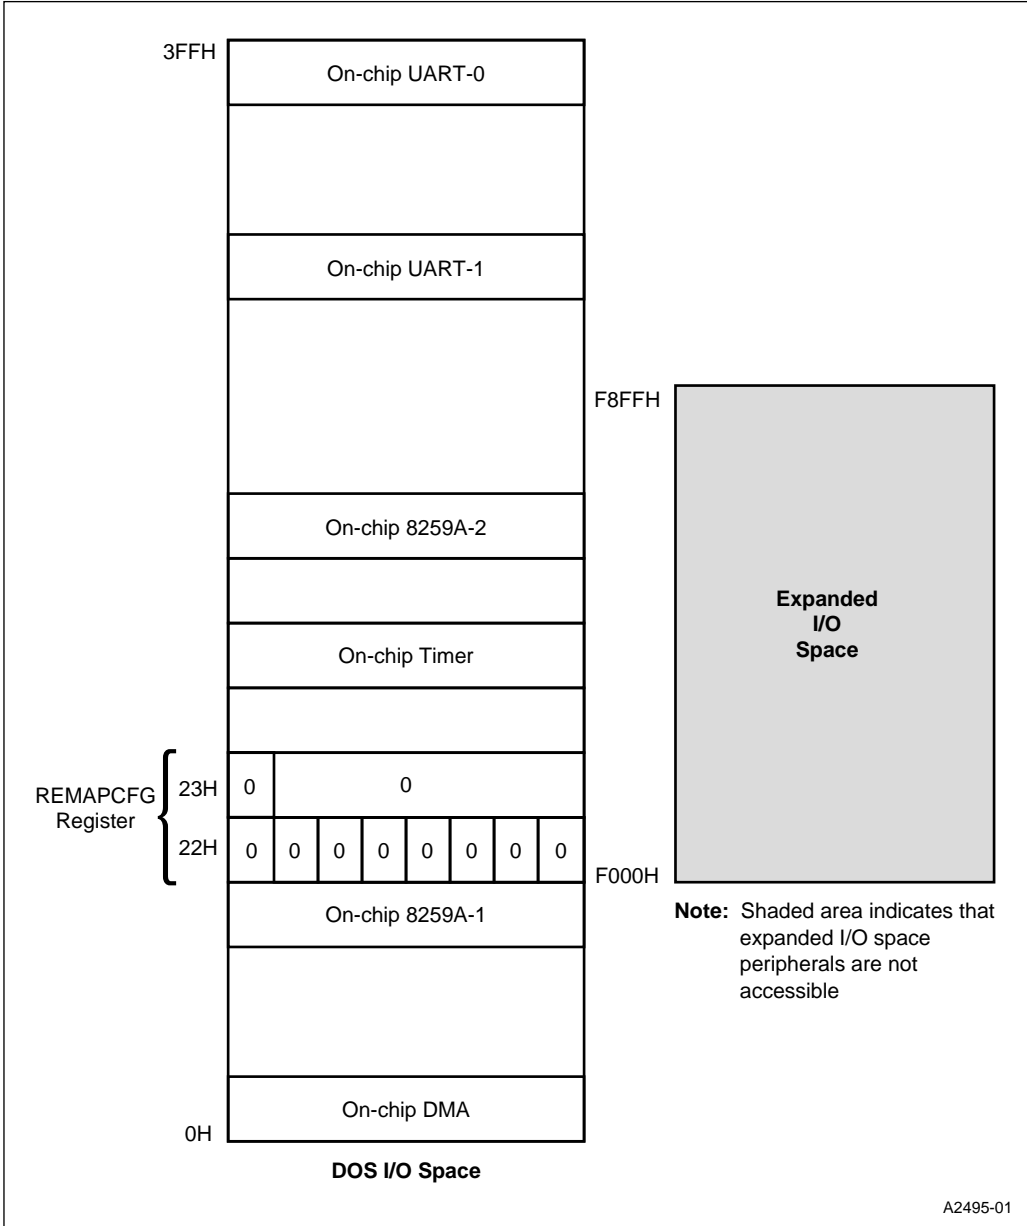 3FFH
On-chip UART-0
On-chip UART-1
F8FFH
On-chip 8259A-2
Expanded
I/O
Space
On-chip Timer
REMAPCFG
Register
23H
0 0
22H
0 0 0 0 0 0 0 0
F000H
On-chip 8259A-1
Note: Shaded area indicates that
expanded I/O space
peripherals are not
accessible
On-chip DMA
0H
DOS I/O Space
A2495-01